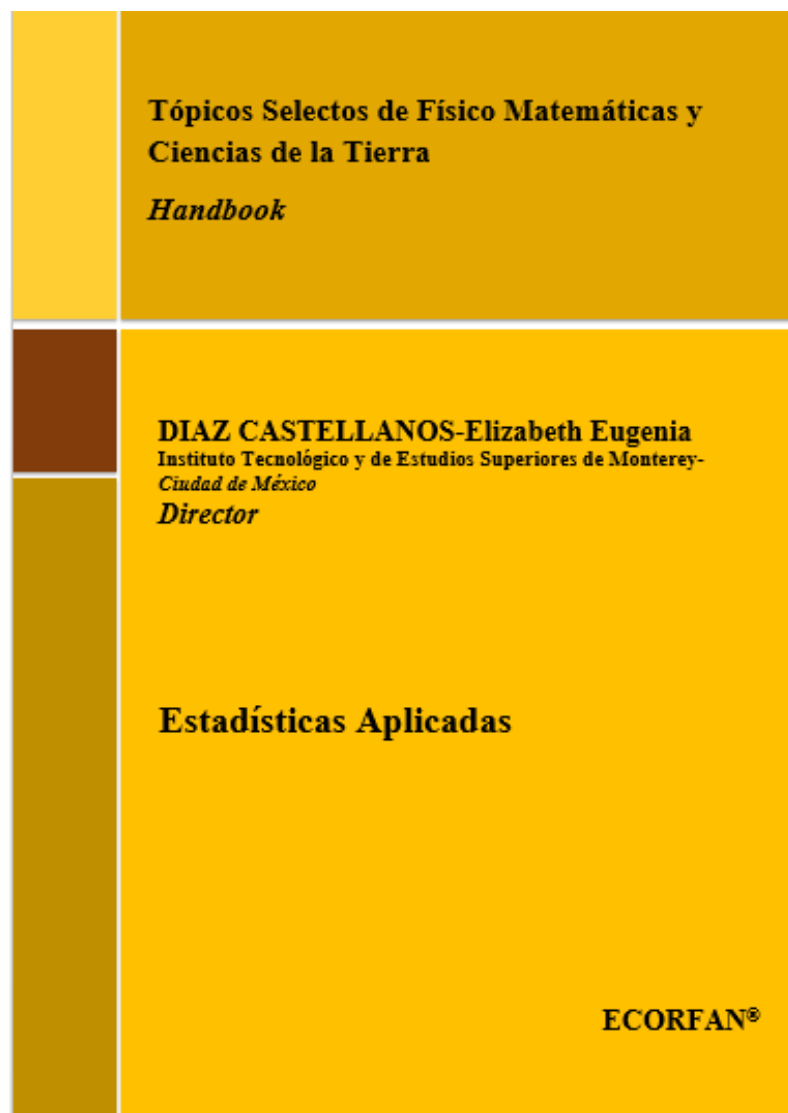 Tópicos Selectos de Físico Matemáticas y
Ciencias de la Tierra
Handbook
DIAZ CASTELLANOS-Elizabeth Eugenia
Instituto Tecnológico y de Estudios Superiores de Monterey-
Ciudad de México
Director
Estadísticas Aplicadas
ECORFAN®